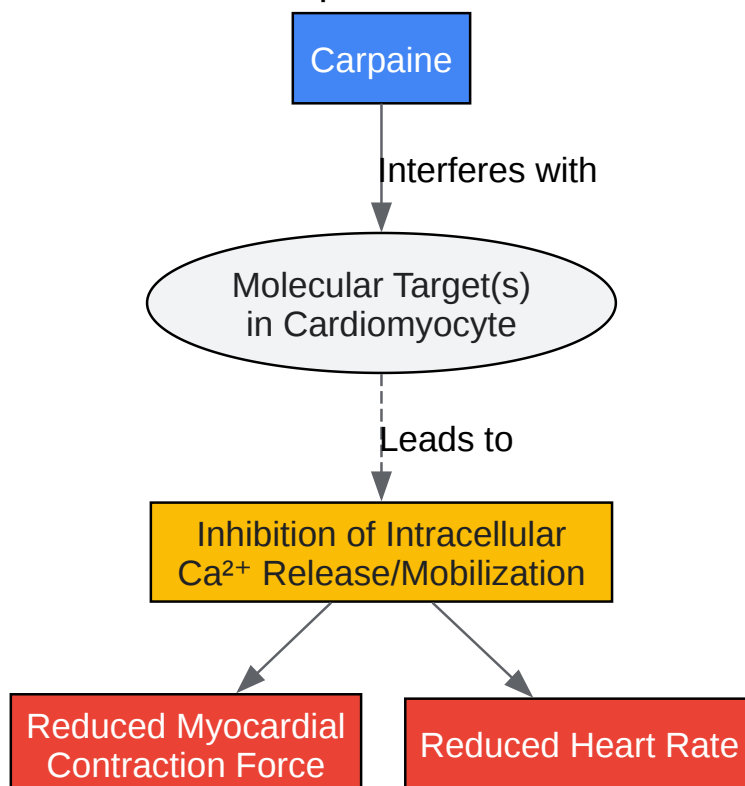 Carpaine
Interferes with
Molecular Target(s)
in Cardiomyocyte
Leads to
Inhibition of Intracellular
Ca²⁺ Release/Mobilization
Reduced Myocardial
Contraction Force
Reduced Heart Rate